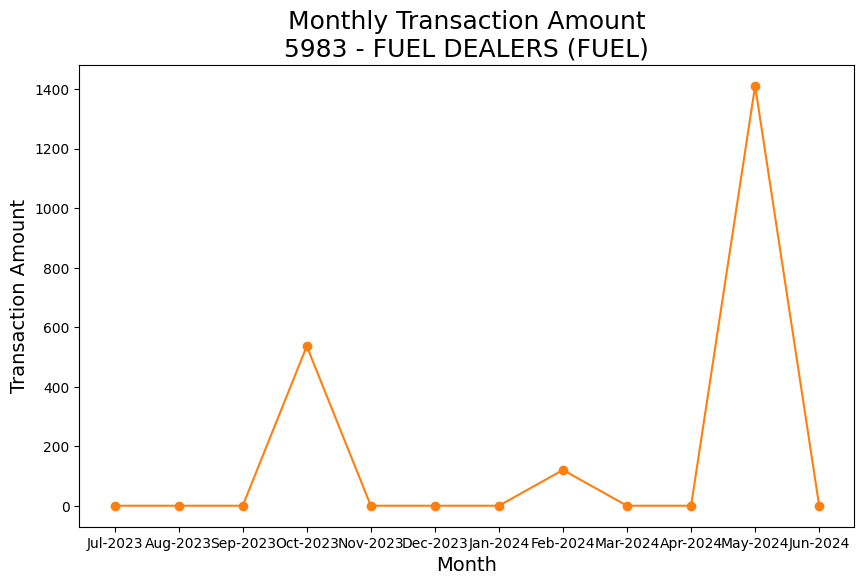 Monthly Transaction Amount
5983 - FUEL DEALERS (FUEL)
Transaction Amount
1400
1200
1000
800
600
400
200
0
Jul-2023 Aug-2023 Sep-2023 Oct-2023 Nov-2023 Dec-2023 Jan-2024 Feb-2024 Mar-2024 Apr-2024 May-2024 Jun-2024
Month